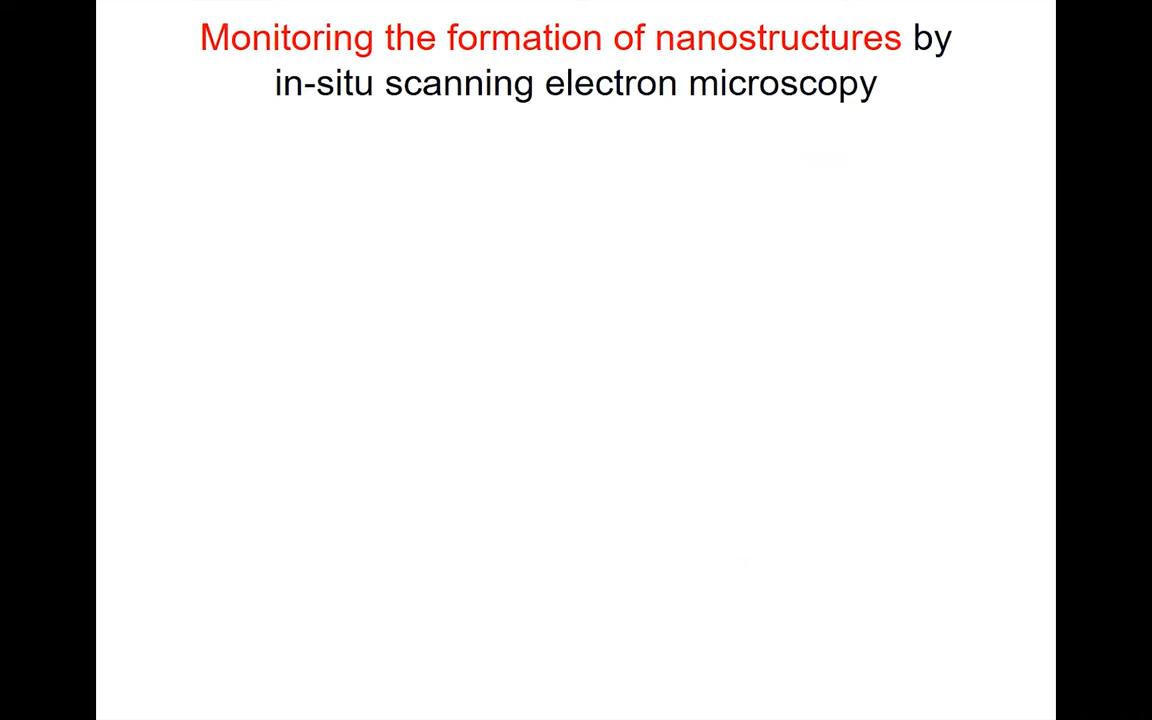 Monitoring the formation of nanostructures by
in-situ scanning electron microscopy